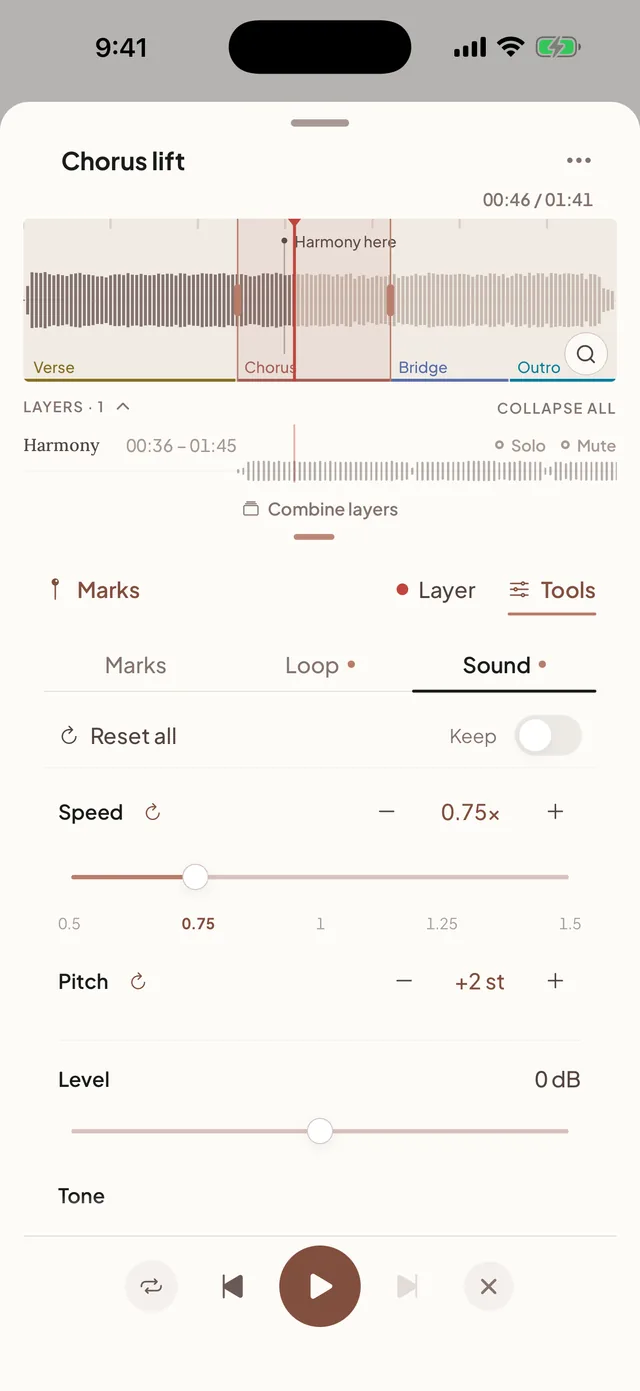 9:41
Chorus lift
00:46 / 01:41
Harmony here
Verse Chorus Bridge Outro
LAYERS · 1 COLLAPSE ALL
Harmony 00:36 – 01:45 Solo Mute
Combine layers
Marks Layer Tools
Marks Loop Sound
Reset all Keep
Speed − 0.75× +
0.5 0.75 1 1.25 1.5
Pitch − +2 st +
Level 0 dB
Tone